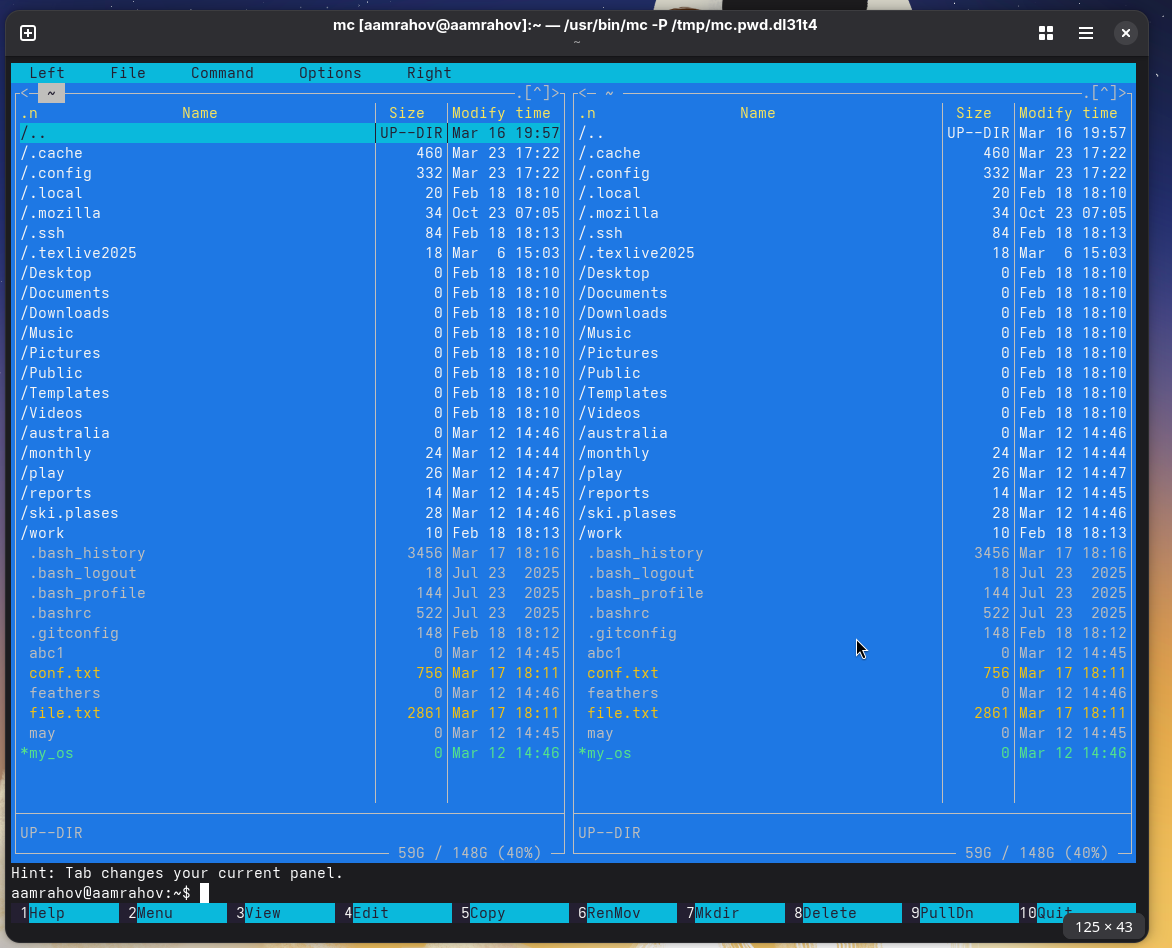 mc [aamrahov@aamrahov]:~ — /usr/bin/mc -P /tmp/mc.pwd.dl31t4
~
Left File Command Options Right
<─ ~ .[^]> <─ ~ .[^]>
.n Name Size Modify time .n Name Size Modify time
/.. UP--DIR Mar 16 19:57 /.. UP--DIR Mar 16 19:57
/.cache 460 Mar 23 17:22 /.cache 460 Mar 23 17:22
/.config 332 Mar 23 17:22 /.config 332 Mar 23 17:22
/.local 20 Feb 18 18:10 /.local 20 Feb 18 18:10
/.mozilla 34 Oct 23 07:05 /.mozilla 34 Oct 23 07:05
/.ssh 84 Feb 18 18:13 /.ssh 84 Feb 18 18:13
/.texlive2025 18 Mar 6 15:03 /.texlive2025 18 Mar 6 15:03
/Desktop 0 Feb 18 18:10 /Desktop 0 Feb 18 18:10
/Documents 0 Feb 18 18:10 /Documents 0 Feb 18 18:10
/Downloads 0 Feb 18 18:10 /Downloads 0 Feb 18 18:10
/Music 0 Feb 18 18:10 /Music 0 Feb 18 18:10
/Pictures 0 Feb 18 18:10 /Pictures 0 Feb 18 18:10
/Public 0 Feb 18 18:10 /Public 0 Feb 18 18:10
/Templates 0 Feb 18 18:10 /Templates 0 Feb 18 18:10
/Videos 0 Feb 18 18:10 /Videos 0 Feb 18 18:10
/australia 0 Mar 12 14:46 /australia 0 Mar 12 14:46
/monthly 24 Mar 12 14:44 /monthly 24 Mar 12 14:44
/play 26 Mar 12 14:47 /play 26 Mar 12 14:47
/reports 14 Mar 12 14:45 /reports 14 Mar 12 14:45
/ski.plases 28 Mar 12 14:46 /ski.plases 28 Mar 12 14:46
/work 10 Feb 18 18:13 /work 10 Feb 18 18:13
.bash_history 3456 Mar 17 18:16 .bash_history 3456 Mar 17 18:16
.bash_logout 18 Jul 23 2025 .bash_logout 18 Jul 23 2025
.bash_profile 144 Jul 23 2025 .bash_profile 144 Jul 23 2025
.bashrc 522 Jul 23 2025 .bashrc 522 Jul 23 2025
.gitconfig 148 Feb 18 18:12 .gitconfig 148 Feb 18 18:12
abc1 0 Mar 12 14:45 abc1 0 Mar 12 14:45
conf.txt 756 Mar 17 18:11 conf.txt 756 Mar 17 18:11
feathers 0 Mar 12 14:46 feathers 0 Mar 12 14:46
file.txt 2861 Mar 17 18:11 file.txt 2861 Mar 17 18:11
may 0 Mar 12 14:45 may 0 Mar 12 14:45
*my_os 0 Mar 12 14:46 *my_os 0 Mar 12 14:46
UP--DIR UP--DIR
59G / 148G (40%) 59G / 148G (40%)
Hint: Tab changes your current panel.
aamrahov@aamrahov:~$
1Help 2Menu 3View 4Edit 5Copy 6RenMov 7Mkdir 8Delete 9PullDn 10Quit
125 × 43